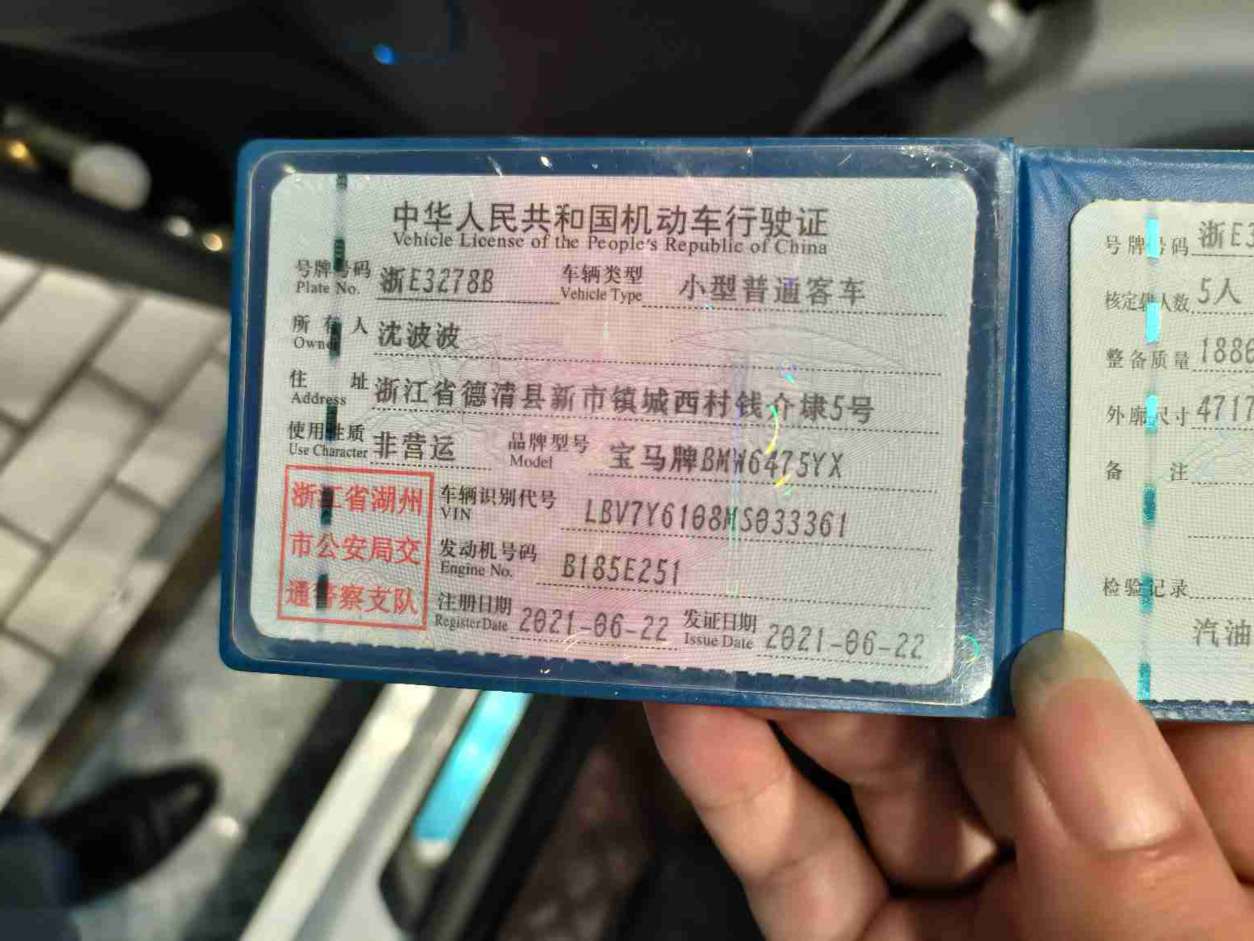 中华人民共和国机动车行驶证
Vehicle License of the People's Republic of China
号牌号码 浙E3278B 车辆类型 小型普通客车
Plate No. Vehicle Type
所有人 沈波波
Owner
住址 浙江省德清县新市镇城西村钱介埭5号
Address
使用性质 非营运 品牌型号 宝马牌BMW6475YX
Use Character Model
浙江省湖州
市公安局交
通警察支队
车辆识别代号 LBV7Y6108MS033361
VIN
发动机号码 B185E251
Engine No.
注册日期 2021-06-22 发证日期 2021-06-22
Register Date Issue Date
号牌号码 浙E3
核定载人数 5人
整备质量 1886
外廓尺寸 4717
备注
检验记录
汽油